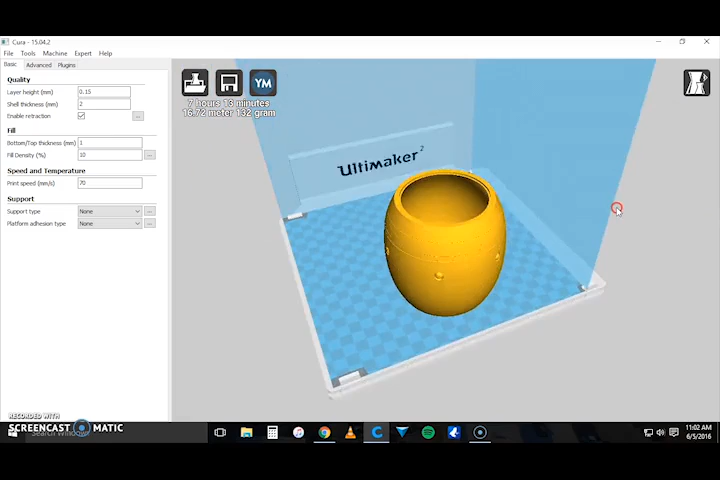 Cura - 15.04.2
File Tools Machine Expert Help
Basic Advanced Plugins
Quality
Layer height (mm) 0.15
Shell thickness (mm) 2
Enable retraction ...
Fill
Bottom/Top thickness (mm) 1
Fill Density (%) 10 ...
Speed and Temperature
Print speed (mm/s) 70
Support
Support type None ...
Platform adhesion type None ...
YM
7 hours 13 minutes
16.72 meter 132 gram
Ultimaker 2
RECORDED WITH
SCREENCAST MATIC
Search Windows
11:02 AM
6/5/2016